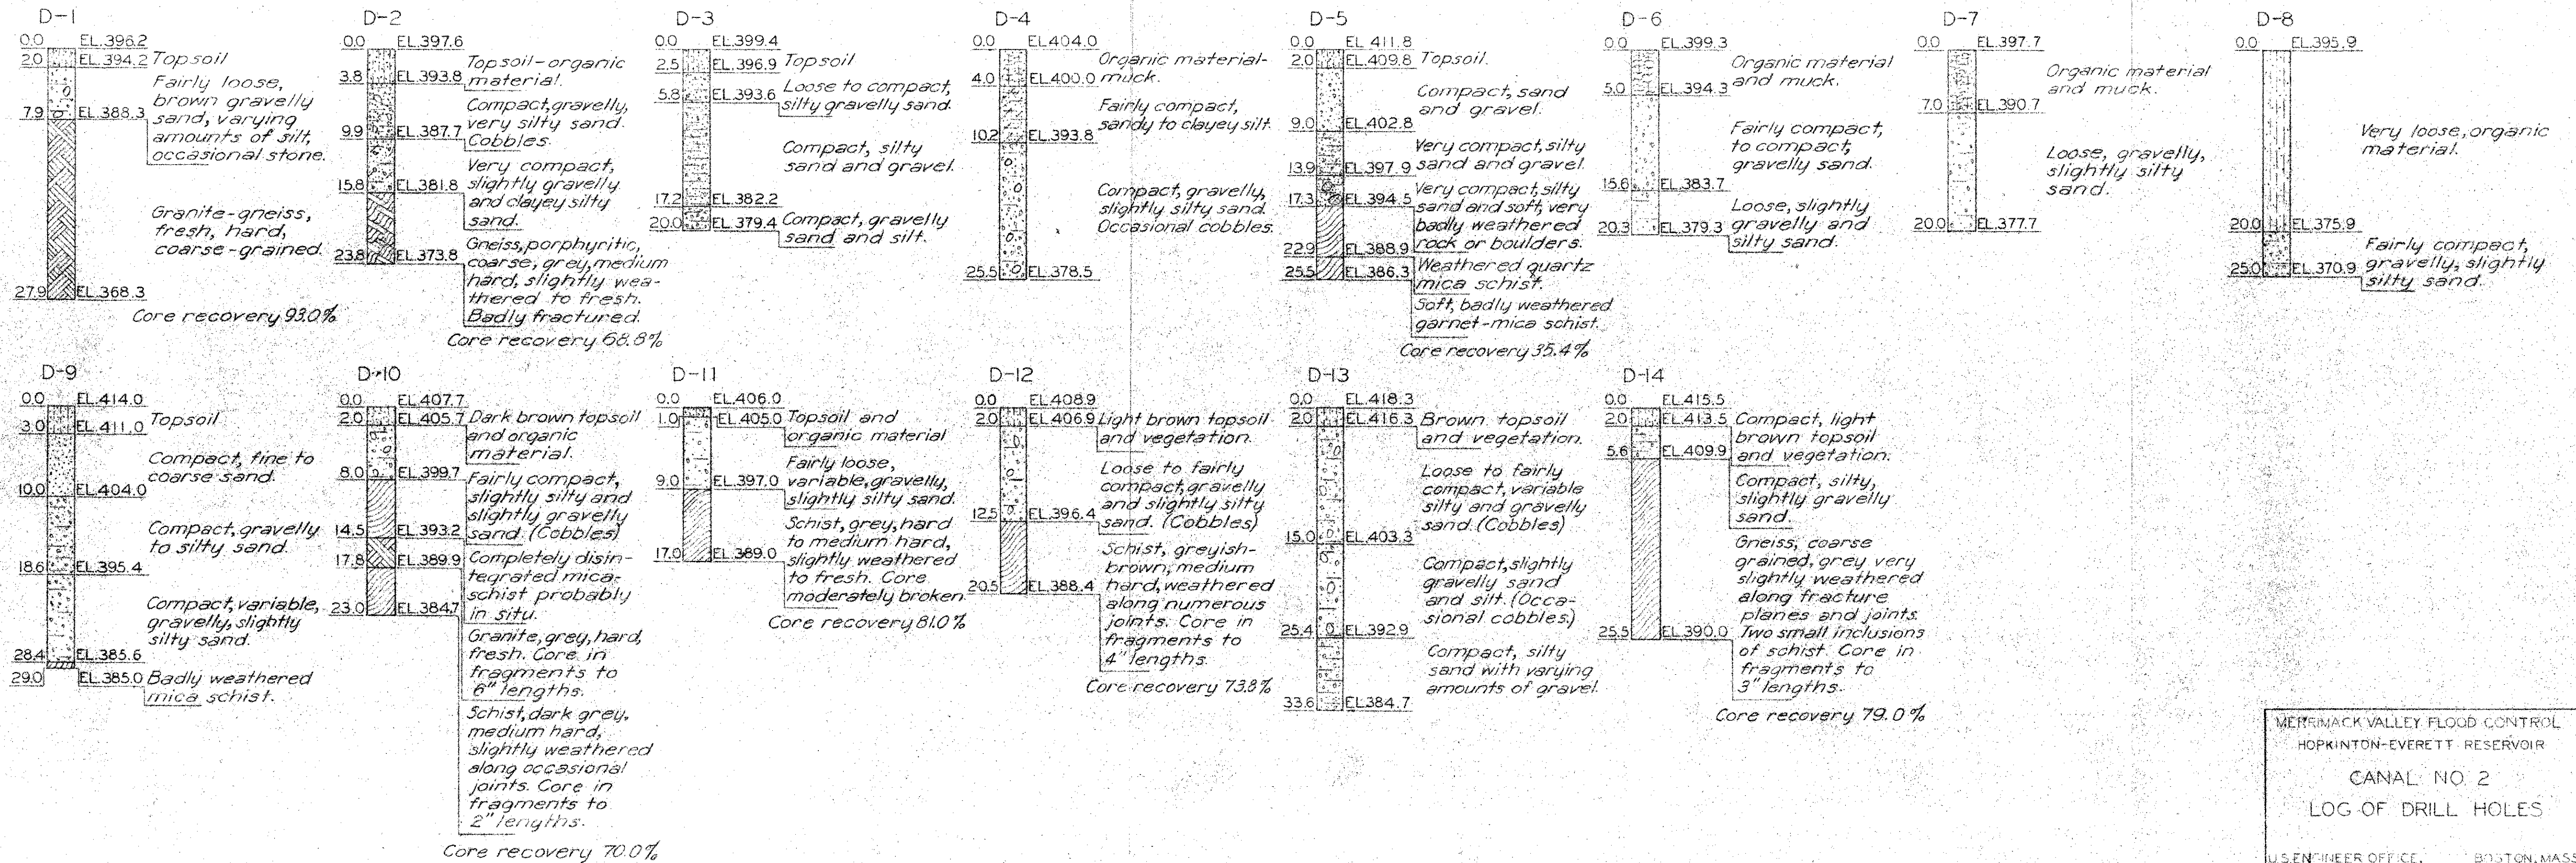 D-1
0.0 EL.396.2
2.0 EL.394.2 Topsoil
Fairly loose,
brown gravelly
sand, varying
7.9 EL.388.3
amounts of silt,
occasional stone.
Granite-gneiss,
fresh, hard,
coarse-grained.
27.9 EL.368.3
Core recovery 93.0%
D-2
0.0 EL.397.6
Topsoil-organic
material.
3.8 EL.393.8
Compact, gravelly,
very silty sand.
Cobbles.
9.9 EL.387.7
Very compact,
slightly gravelly
and clayey silty
sand.
15.8 EL.381.8
Gneiss, porphyritic,
coarse, grey, medium
hard, slightly wea-
thered to fresh.
Badly fractured.
23.8 EL.373.8
Core recovery 68.8%
D-3
0.0 EL.399.4
2.5 EL.396.9 Topsoil
Loose to compact,
silty gravelly sand.
5.8 EL.393.6
Compact, silty
sand and gravel.
17.2 EL.382.2
Compact, gravelly
sand and silt.
20.0 EL.379.4
D-4
0.0 EL.404.0
Organic material-
muck.
4.0 EL.400.0
Fairly compact,
sandy to clayey silt.
10.2 EL.393.8
Compact, gravelly,
slightly silty sand.
Occasional cobbles.
25.5 EL.378.5
D-5
0.0 EL.411.8
2.0 EL.409.8 Topsoil.
Compact, sand
and gravel.
9.0 EL.402.8
Very compact, silty
sand and gravel.
13.9 EL.397.9
Very compact, silty
sand and soft, very
badly weathered
rock or boulders.
17.3 EL.394.5
Weathered quartz
mica schist.
22.9 EL.388.9
Soft, badly weathered
garnet-mica schist.
25.5 EL.386.3
Core recovery 35.4%
D-6
0.0 EL.399.3
Organic material
and muck.
5.0 EL.394.3
Fairly compact,
to compact,
gravelly sand.
15.6 EL.383.7
Loose, slightly
gravelly and
silty sand.
20.3 EL.379.3
D-7
0.0 EL.397.7
Organic material
and muck.
7.0 EL.390.7
Loose, gravelly,
slightly silty
sand.
20.0 EL.377.7
D-8
0.0 EL.395.9
Very loose, organic
material.
20.0 EL.375.9
Fairly compact,
gravelly, slightly
silty sand.
25.0 EL.370.9
D-9
0.0 EL.414.0
3.0 EL.411.0 Topsoil
Compact, fine to
coarse sand.
10.0 EL.404.0
Compact, gravelly
to silty sand.
18.6 EL.395.4
Compact, variable,
gravelly, slightly
silty sand.
28.4 EL.385.6
29.0 EL.385.0 Badly weathered
mica schist.
D-10
0.0 EL.407.7
2.0 EL.405.7 Dark brown topsoil
and organic
material.
8.0 EL.399.7
Fairly compact,
slightly silty and
slightly gravelly
sand. (Cobbles)
14.5 EL.393.2
Completely disin-
tegrated mica-
schist probably
in situ.
17.8 EL.389.9
Granite, grey, hard,
fresh. Core in
fragments to
6" lengths.
23.0 EL.384.7
Schist, dark grey,
medium hard,
slightly weathered
along occasional
joints. Core in
fragments to
2" lengths.
Core recovery 70.0%
D-11
0.0 EL.406.0
1.0 EL.405.0 Topsoil and
organic material
Fairly loose,
variable, gravelly,
slightly silty sand.
9.0 EL.397.0
Schist, grey, hard
to medium hard,
slightly weathered
to fresh. Core
moderately broken.
17.0 EL.389.0
Core recovery 81.0%
D-12
0.0 EL.408.9
2.0 EL.406.9 Light brown topsoil
and vegetation.
Loose to fairly
compact, gravelly
and slightly silty
sand. (Cobbles)
12.5 EL.396.4
Schist, greyish-
brown, medium
hard, weathered
along numerous
joints. Core in
fragments to
4" lengths.
20.5 EL.388.4
Core recovery 73.8%
D-13
0.0 EL.418.3
2.0 EL.416.3 Brown topsoil
and vegetation.
Loose to fairly
compact, variable
silty and gravelly
sand. (Cobbles)
15.0 EL.403.3
Compact, slightly
gravelly sand
and silt. (Occa-
sional cobbles.)
25.4 EL.392.9
Compact, silty
sand with varying
amounts of gravel.
33.6 EL.384.7
D-14
0.0 EL.415.5
2.0 EL.413.5 Compact, light
brown topsoil
and vegetation.
5.6 EL.409.9
Compact, silty,
slightly gravelly
sand.
Gneiss, coarse
grained, grey very
slightly weathered
along fracture
planes and joints.
Two small inclusions
of schist. Core in
fragments to
3" lengths.
25.5 EL.390.0
Core recovery 79.0%
MERRIMACK VALLEY FLOOD CONTROL
HOPKINTON-EVERETT RESERVOIR
CANAL NO. 2
LOG OF DRILL HOLES
U.S. ENGINEER OFFICE, BOSTON, MASS